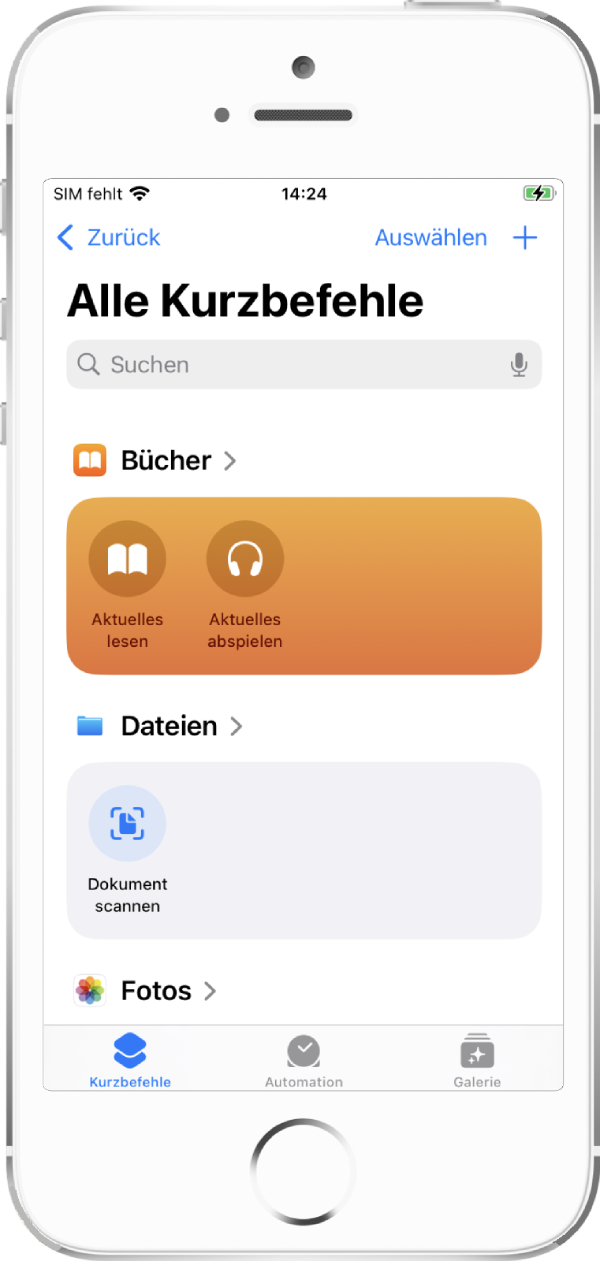 SIM fehlt 14:24
Zurück Auswählen
Alle Kurzbefehle
Suchen
Bücher
Aktuelles
lesen
Aktuelles
abspielen
Dateien
Dokument
scannen
Fotos
Kurzbefehle Automation Galerie